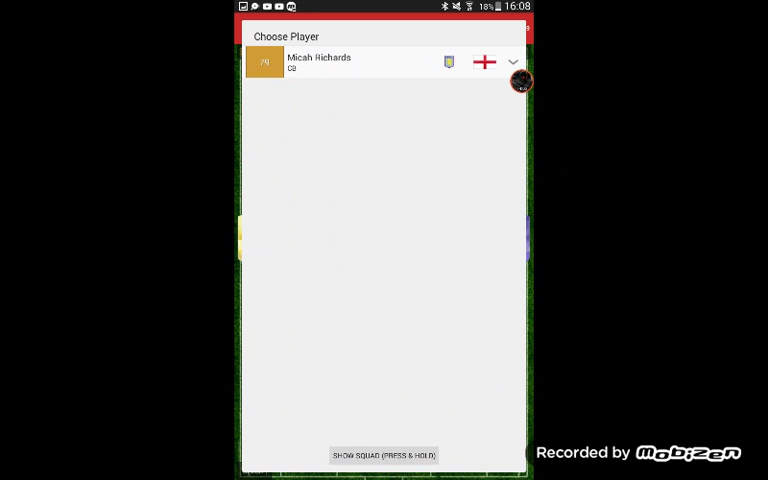 18% 16:08
Choose Player
79 Micah Richards
CB
SHOW SQUAD (PRESS & HOLD)
Recorded by MOBIZEN